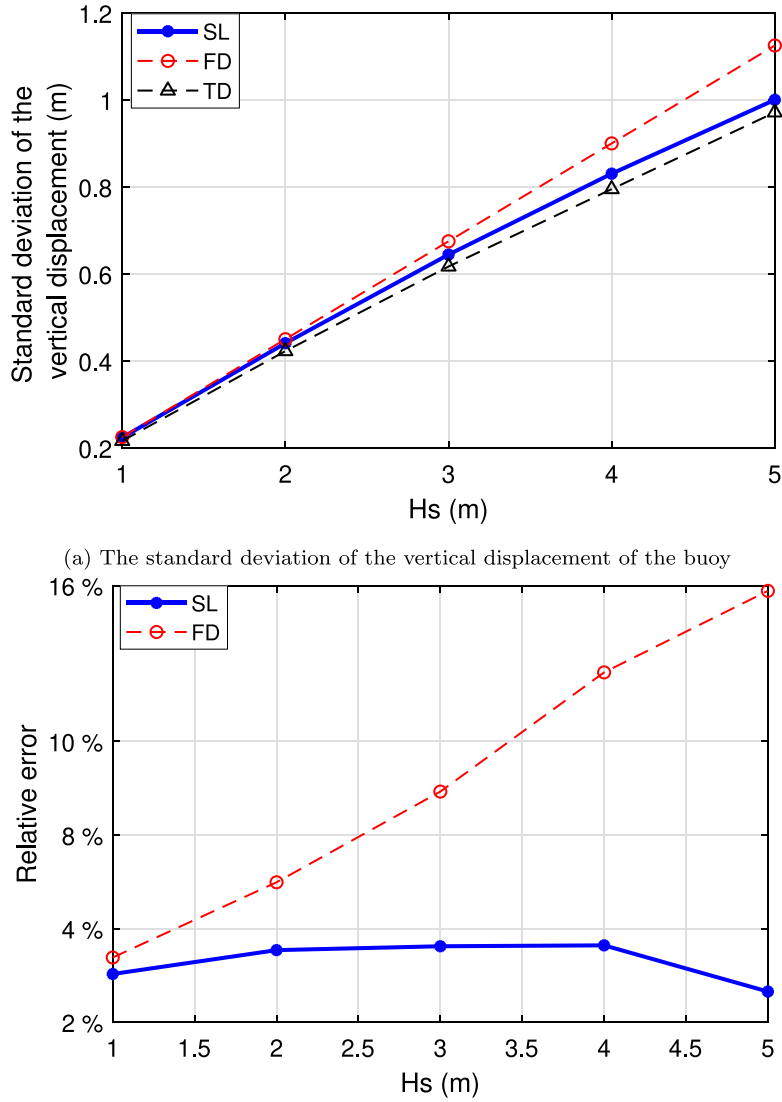 1.2
1
0.8
0.6
0.4
0.2
Standard deviation of the
vertical displacement (m)
SL
FD
TD
1 2 3 4 5
Hs (m)
(a) The standard deviation of the vertical displacement of the buoy
16 %
10 %
8 %
4 %
2 %
Relative error
SL
FD
1 1.5 2 2.5 3 3.5 4 4.5 5
Hs (m)